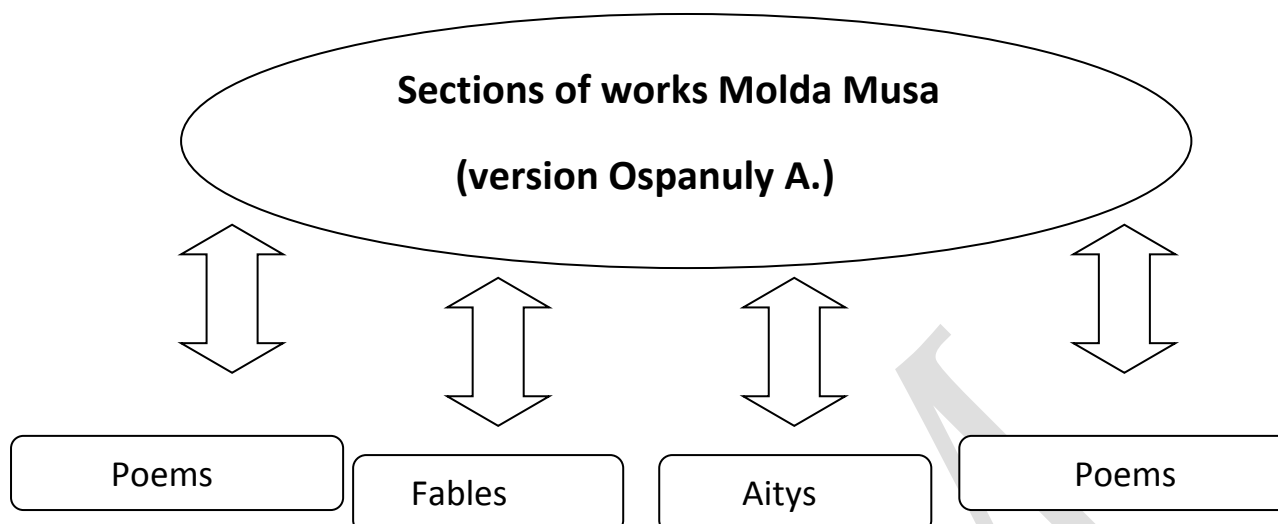 Sections of works Molda Musa
(version Ospanuly A.)
Poems
Fables
Aitys
Poems